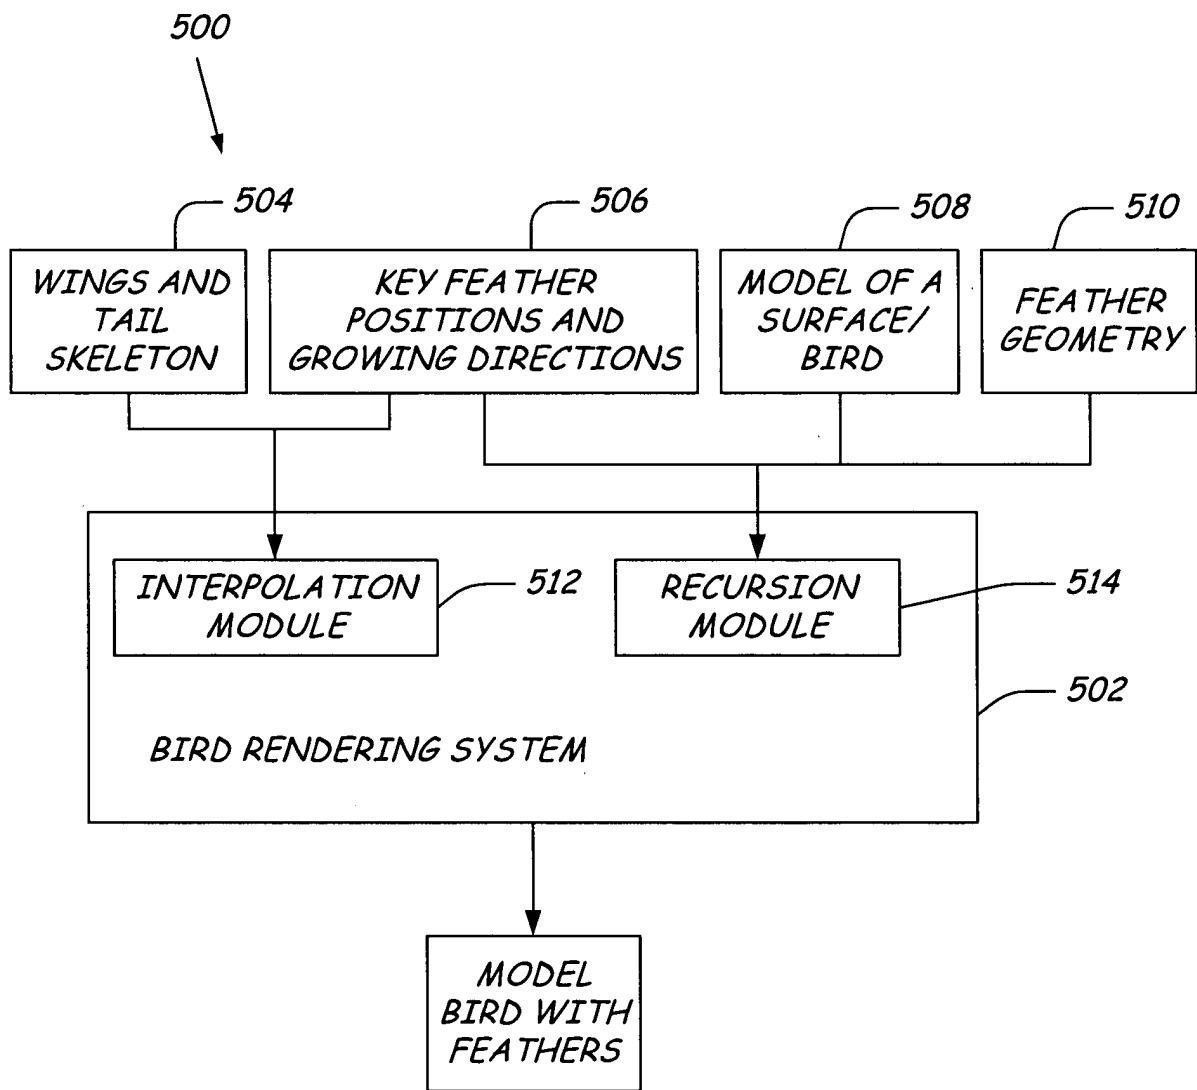 500
504
506
508
510
WINGS AND
TAIL
SKELETON
KEY FEATHER
POSITIONS AND
GROWING DIRECTIONS
MODEL OF A
SURFACE/
BIRD
FEATHER
GEOMETRY
INTERPOLATION
MODULE
512
RECURSION
MODULE
514
502
BIRD RENDERING SYSTEM
MODEL
BIRD WITH
FEATHERS